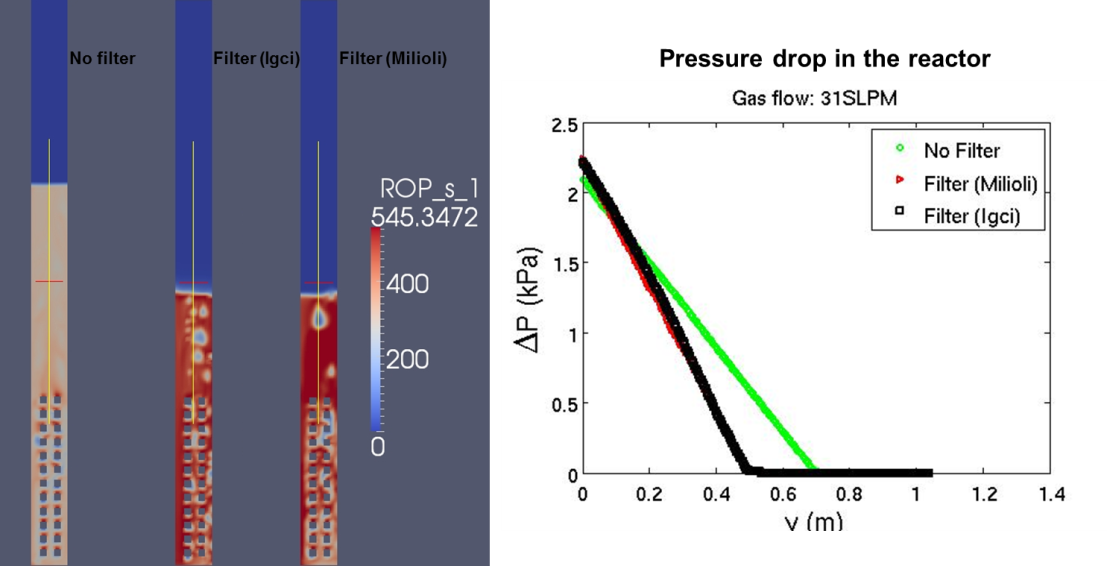 No filter
Filter (Igci)
Filter (Milioli)
ROP_s_1
545.3472
400
200
0
Pressure drop in the reactor
Gas flow: 31SLPM
2.5
2
1.5
1
0.5
0
ΔP (kPa)
No Filter
Filter (Milioli)
Filter (Igci)
0
0.2
0.4
0.6
0.8
1
1.2
1.4
y (m)